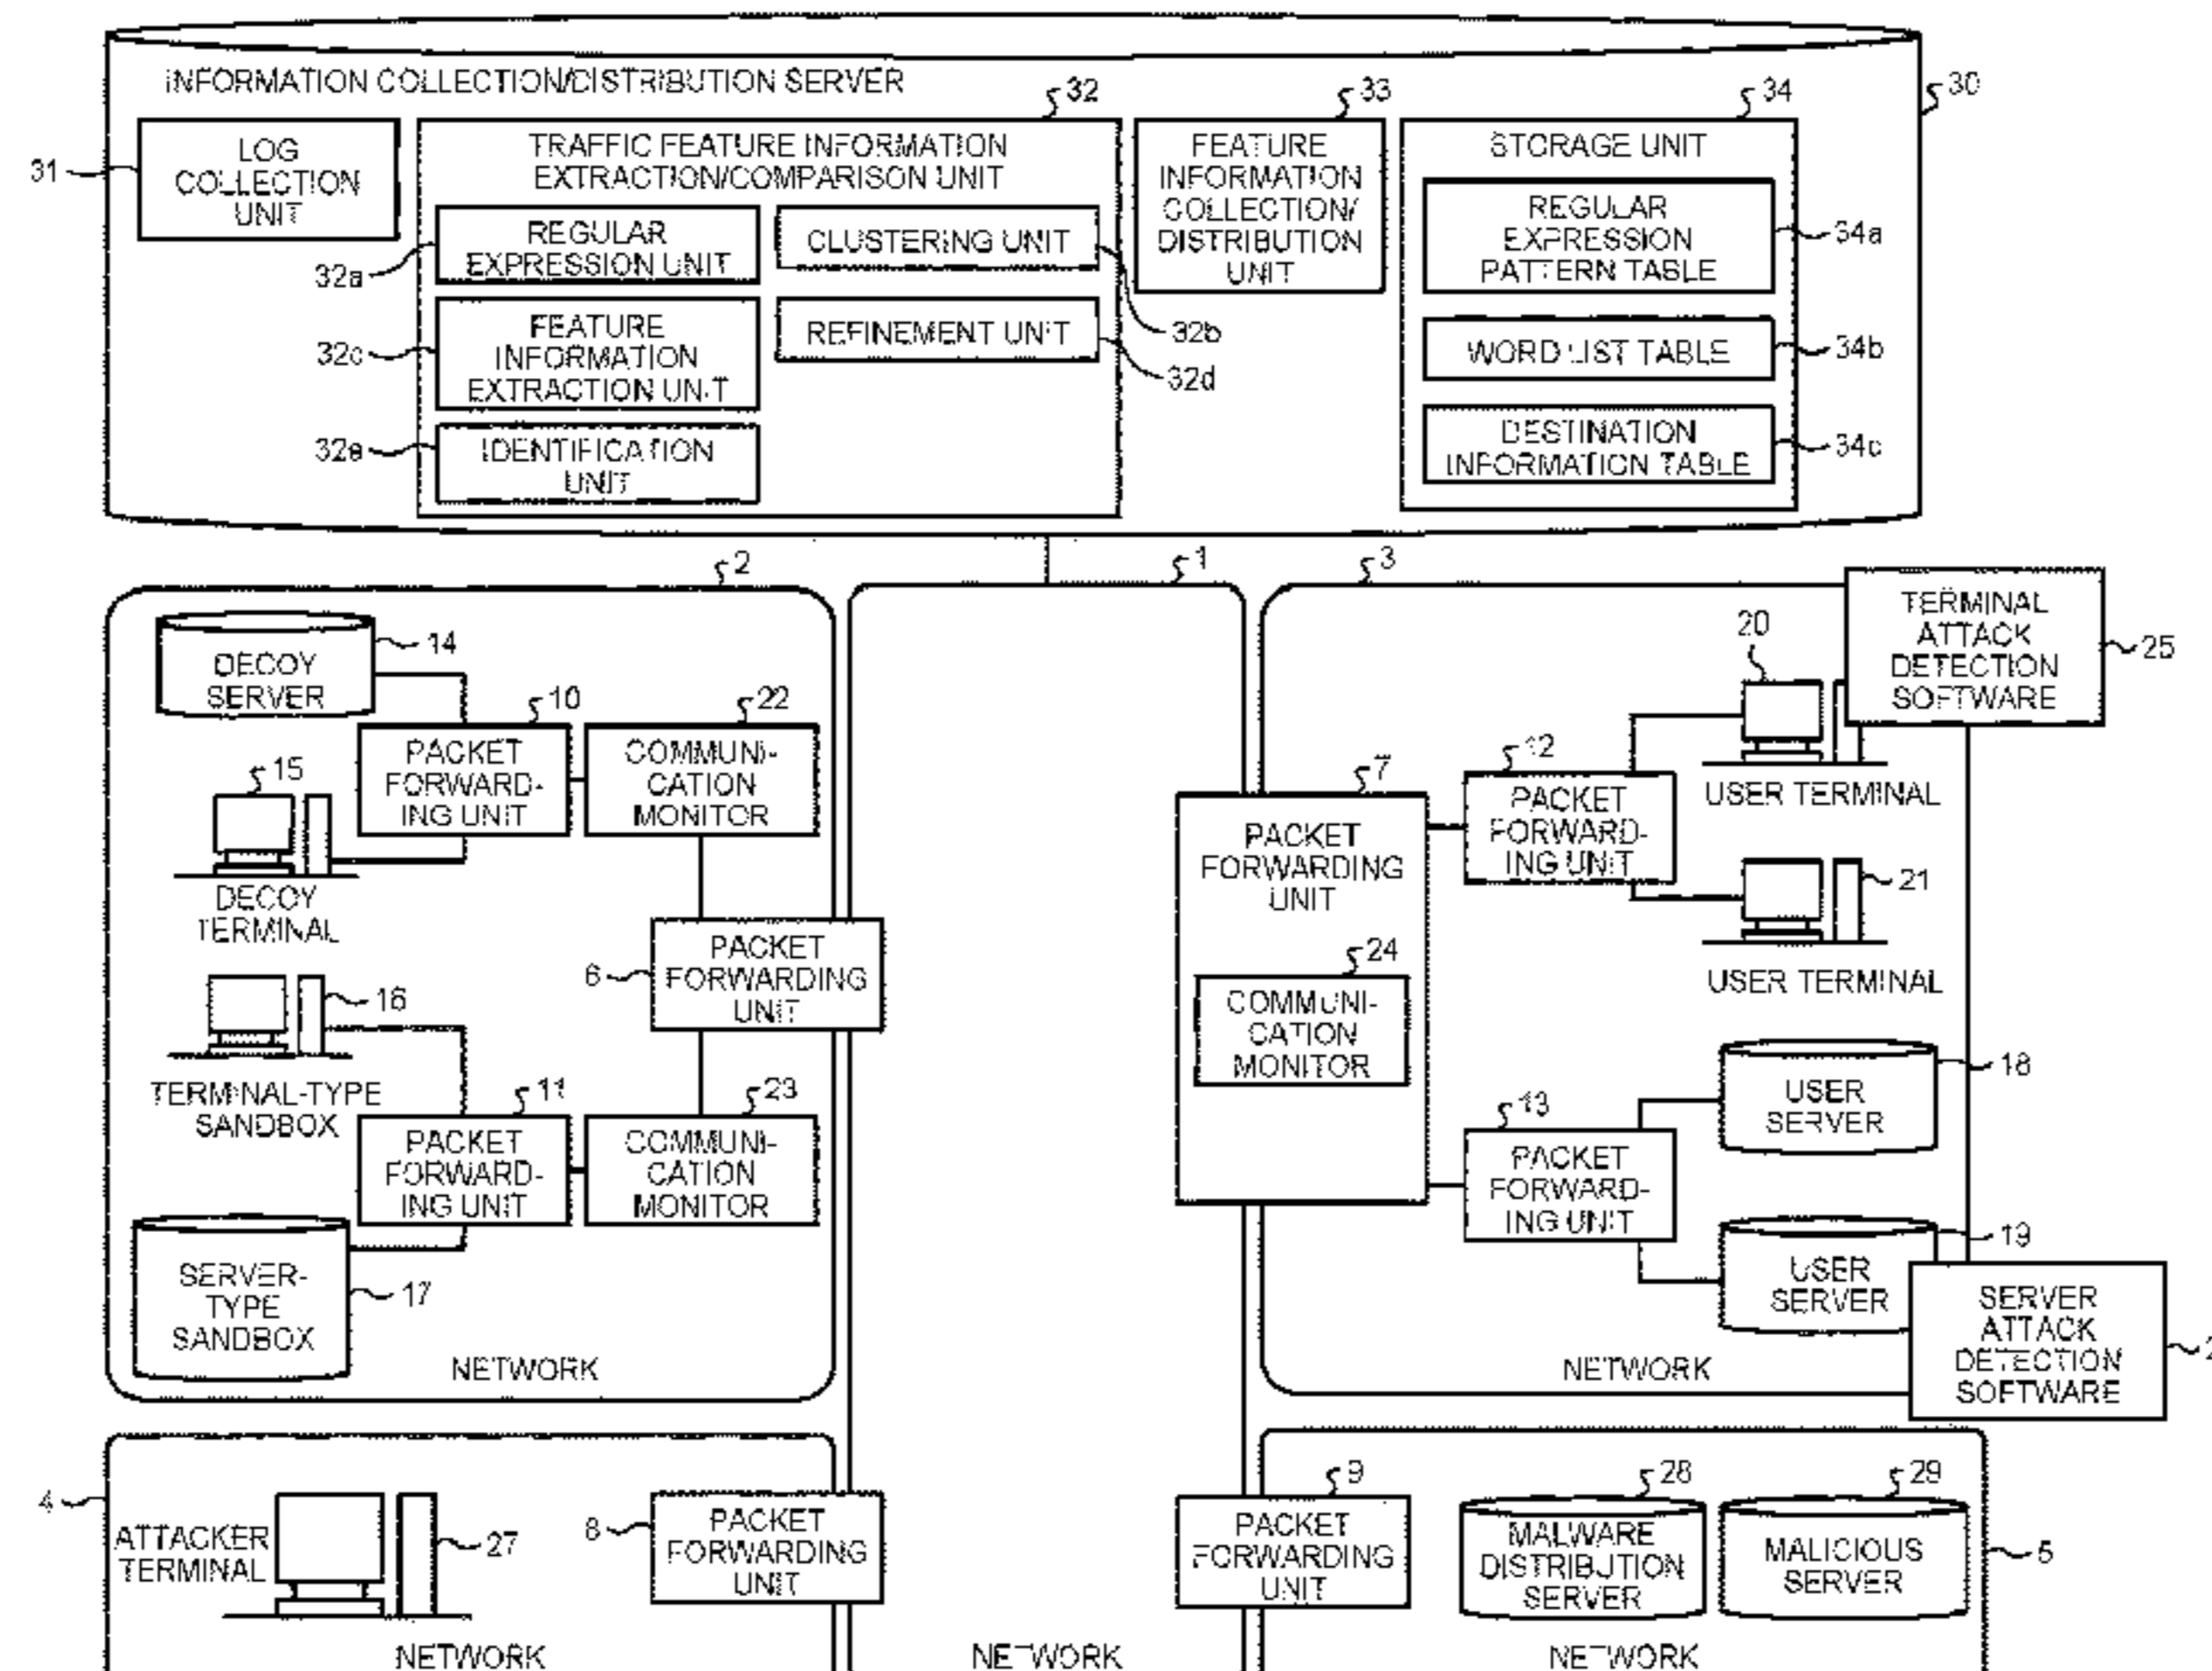 INFORMATION COLLECTION/DISTRIBUTION SERVER
30
31
LOG
COLLECTION
UNIT
32
TRAFFIC FEATURE INFORMATION
EXTRACTION/COMPARISON UNIT
32a
REGULAR
EXPRESSION UNIT
CLUSTERING UNIT
32b
32c
FEATURE
INFORMATION
EXTRACTION UNIT
REFINEMENT UNIT
32d
32e
IDENTIFICATION
UNIT
33
FEATURE
INFORMATION
COLLECTION/
DISTRIBUTION
UNIT
34
STORAGE UNIT
REGULAR
EXPRESSION
PATTERN TABLE
34a
WORD LIST TABLE
34b
DESTINATION
INFORMATION TABLE
34c
2
DECOY
SERVER
14
10
PACKET
FORWARD-
ING UNIT
22
COMMUNI-
CATION
MONITOR
15
DECOY
TERMINAL
6
PACKET
FORWARDING
UNIT
16
TERMINAL-TYPE
SANDBOX
11
PACKET
FORWARD-
ING UNIT
23
COMMUNI-
CATION
MONITOR
SERVER-
TYPE
SANDBOX
17
NETWORK
1
3
7
PACKET
FORWARDING
UNIT
24
COMMUNI-
CATION
MONITOR
12
PACKET
FORWARD-
ING UNIT
20
USER TERMINAL
TERMINAL
ATTACK
DETECTION
SOFTWARE
25
21
USER TERMINAL
13
PACKET
FORWARD-
ING UNIT
USER
SERVER
18
USER
SERVER
19
SERVER
ATTACK
DETECTION
SOFTWARE
NETWORK
4
ATTACKER
TERMINAL
27
8
PACKET
FORWARDING
UNIT
NETWORK
NETWORK
9
PACKET
FORWARDING
UNIT
28
MALWARE
DISTRIBUTION
SERVER
29
MALICIOUS
SERVER
5
NETWORK